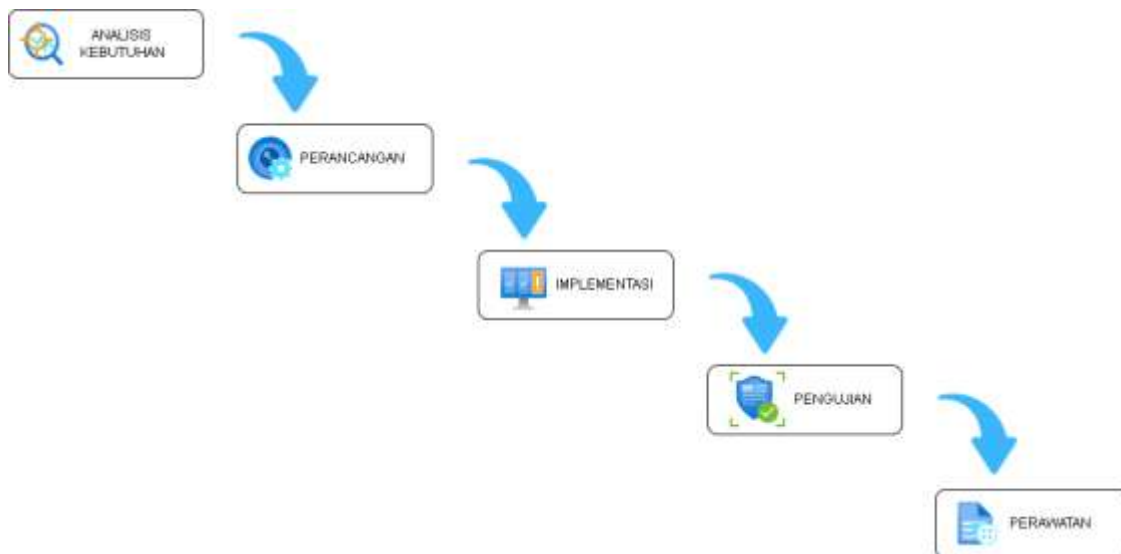 ANALISIS
KEBUTUHAN
PERANCANGAN
IMPLEMENTASI
PENGUJIAN
PERAWATAN